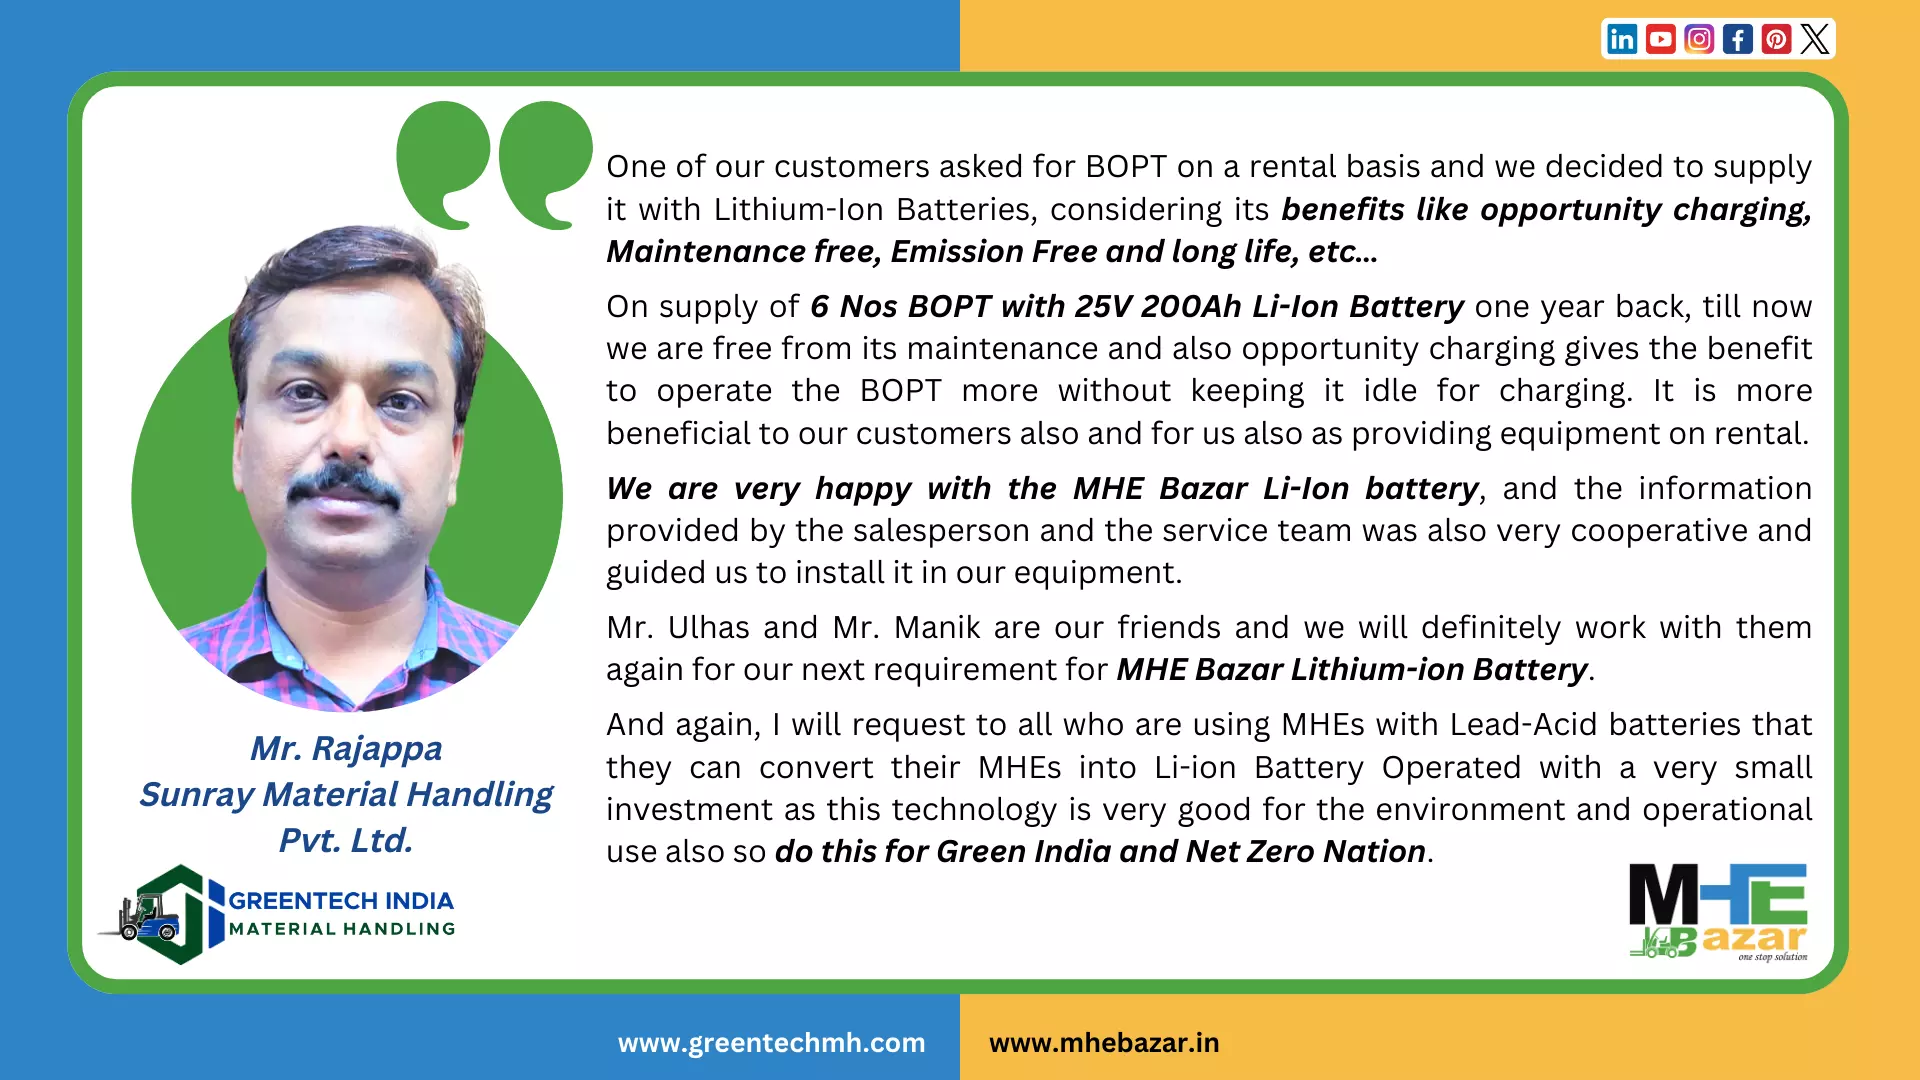 One of our customers asked for BOPT on a rental basis and we decided to supply
it with Lithium-Ion Batteries, considering its benefits like opportunity charging,
Maintenance free, Emission Free and long life, etc...
On supply of 6 Nos BOPT with 25V 200Ah Li-Ion Battery one year back, till now
we are free from its maintenance and also opportunity charging gives the benefit
to operate the BOPT more without keeping it idle for charging. It is more
beneficial to our customers also and for us also as providing equipment on rental.
We are very happy with the MHE Bazar Li-Ion battery, and the information
provided by the salesperson and the service team was also very cooperative and
guided us to install it in our equipment.
Mr. Ulhas and Mr. Manik are our friends and we will definitely work with them
again for our next requirement for MHE Bazar Lithium-ion Battery.
And again, I will request to all who are using MHEs with Lead-Acid batteries that
they can convert their MHEs into Li-ion Battery Operated with a very small
investment as this technology is very good for the environment and operational
use also so do this for Green India and Net Zero Nation.
Mr. Rajappa
Sunray Material Handling
Pvt. Ltd.
GREENTECH INDIA
MATERIAL HANDLING
MHE
Bazar
one stop solution
www.greentechmh.com
www.mhebazar.in